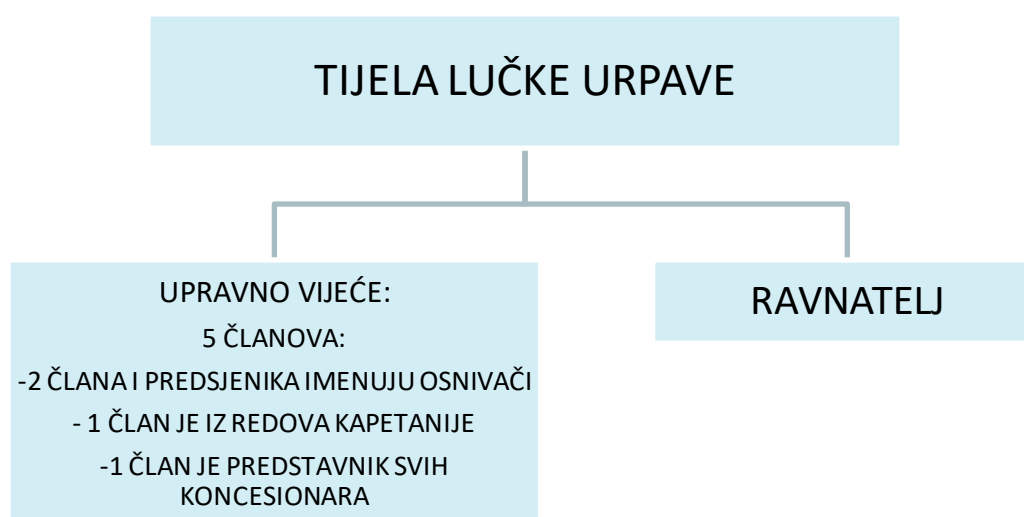 TIJELA LUČKE URPAVE
UPRAVNO VIJEĆE:
5 ČLANOVA:
-2 ČLANA I PREDSJENIKA IMENUJU OSNIVAČI
- 1 ČLAN JE IZ REDOVA KAPETANIJE
-1 ČLAN JE PREDSTAVNIK SVIH
KONCESIONARA
RAVNATELJ